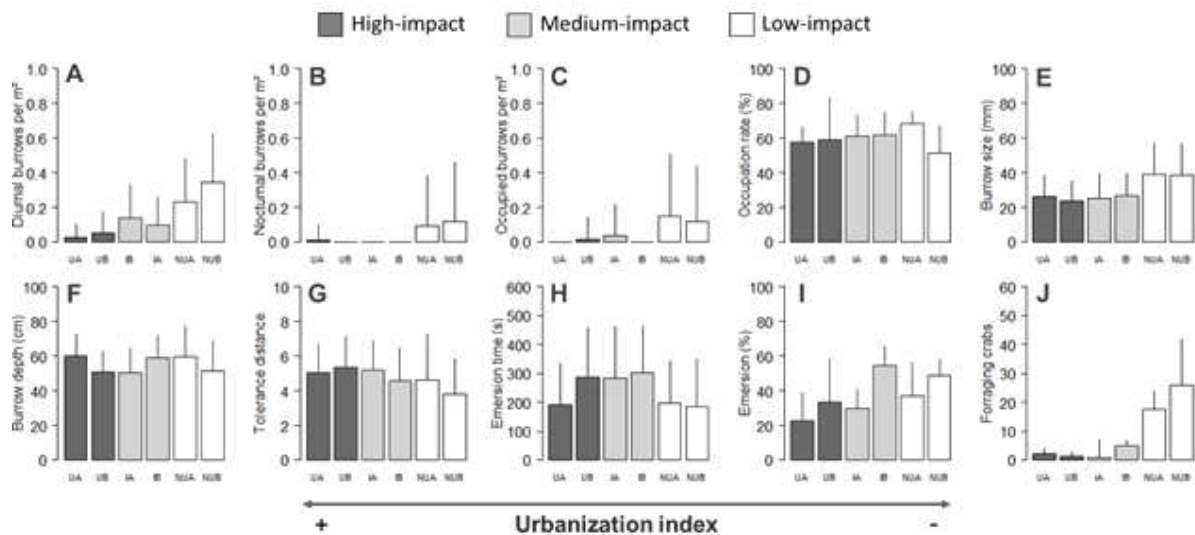 High-impact Medium-impact Low-impact
A
Diurnal burrows per m²
1.0
0.8
0.6
0.4
0.2
0.0
UA UB IB IA NUA NUB
B
Nocturnal burrows per m²
1.0
0.8
0.6
0.4
0.2
0.0
UA UB IA IB NUA NUB
C
Occupied burrows per m²
1.0
0.8
0.6
0.4
0.2
0.0
UA UB IA IB NUA NUB
D
Occupation rate (%)
100
80
60
40
20
0
UA UB IA IB NUA NUB
E
Burrow size (mm)
100
80
60
40
20
0
UA UB IA IB NUA NUB
F
Burrow depth (cm)
100
80
60
40
20
0
UA UB IA IB NUA NUB
G
Tolerance distance
10
8
6
4
2
0
UA UB IA IB NUA NUB
H
Emersion time (s)
600
500
400
300
200
100
0
UA UB IA IB NUA NUB
I
Emersion (%)
100
80
60
40
20
0
UA UB IA IB NUA NUB
J
Forraging crabs
60
50
40
30
20
10
0
UA UB IA IB NUA NUB
+ Urbanization index -